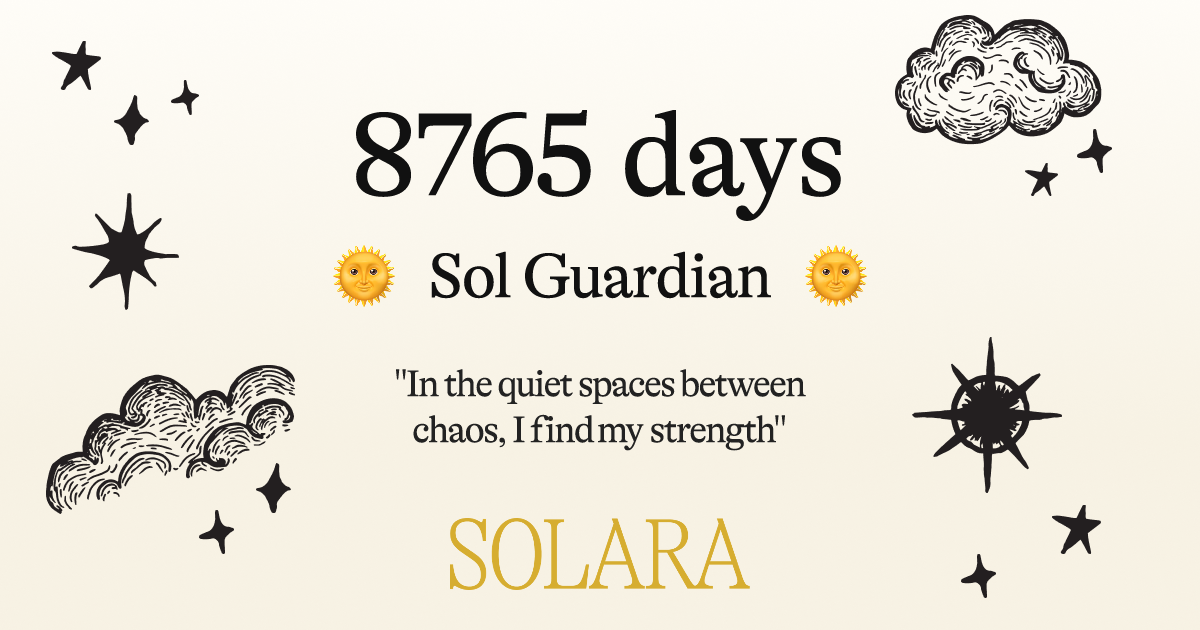 8765 days
🌞 Sol Guardian 🌞
"In the quiet spaces between
chaos, I find my strength"
SOLARA